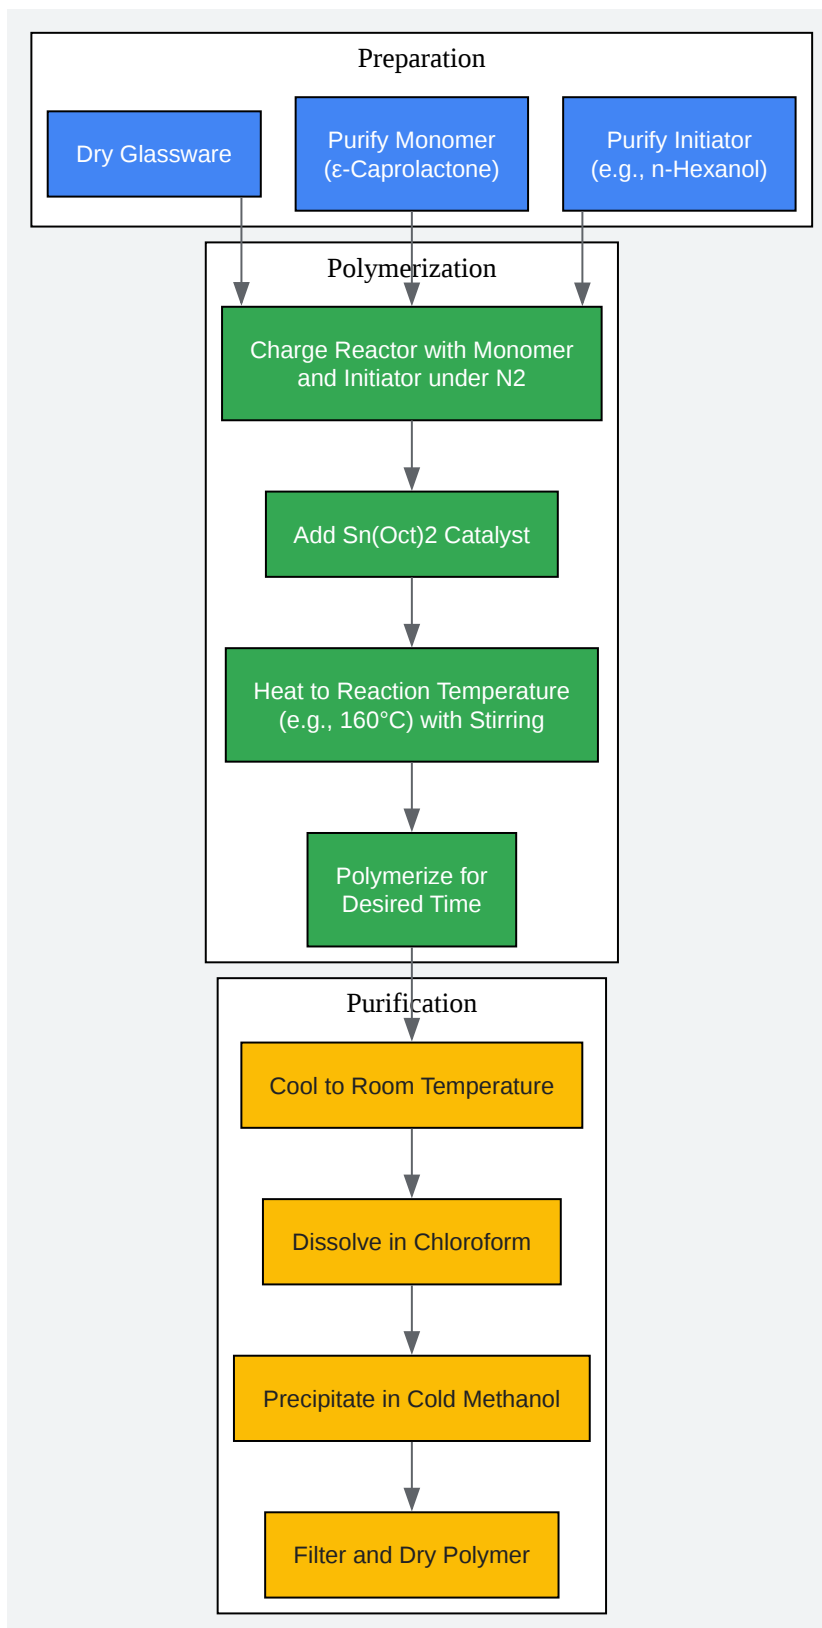 Preparation
Dry Glassware
Purify Monomer
(ε-Caprolactone)
Purify Initiator
(e.g., n-Hexanol)
Polymerization
Charge Reactor with Monomer
and Initiator under N2
Add Sn(Oct)2 Catalyst
Heat to Reaction Temperature
(e.g., 160°C) with Stirring
Polymerize for
Desired Time
Purification
Cool to Room Temperature
Dissolve in Chloroform
Precipitate in Cold Methanol
Filter and Dry Polymer